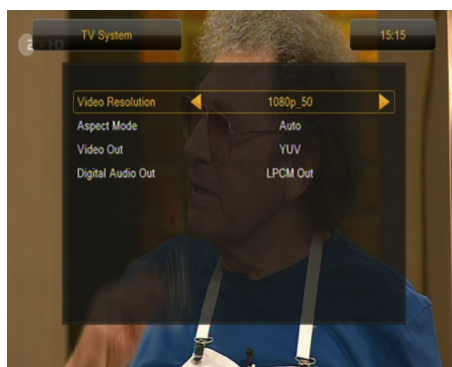 TV System
15:15
Video Resolution 1080p_50
Aspect Mode Auto
Video Out YUV
Digital Audio Out LPCM Out